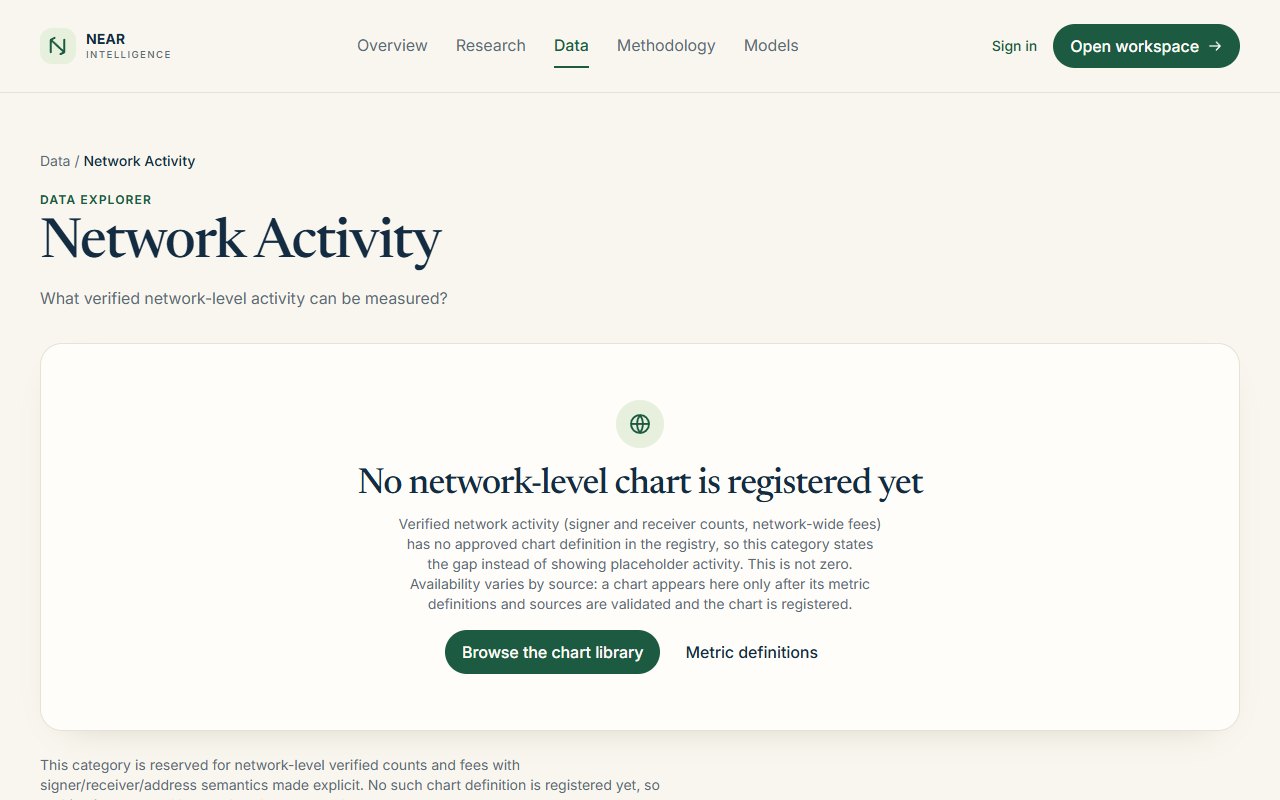 NEAR
INTELLIGENCE
Overview
Research
Data
Methodology
Models
Sign in
Open workspace →
Data / Network Activity
DATA EXPLORER
Network Activity
What verified network-level activity can be measured?
No network-level chart is registered yet
Verified network activity (signer and receiver counts, network-wide fees)
has no approved chart definition in the registry, so this category states
the gap instead of showing placeholder activity. This is not zero.
Availability varies by source: a chart appears here only after its metric
definitions and sources are validated and the chart is registered.
Browse the chart library
Metric definitions
This category is reserved for network-level verified counts and fees with
signer/receiver/address semantics made explicit. No such chart definition is registered yet, so